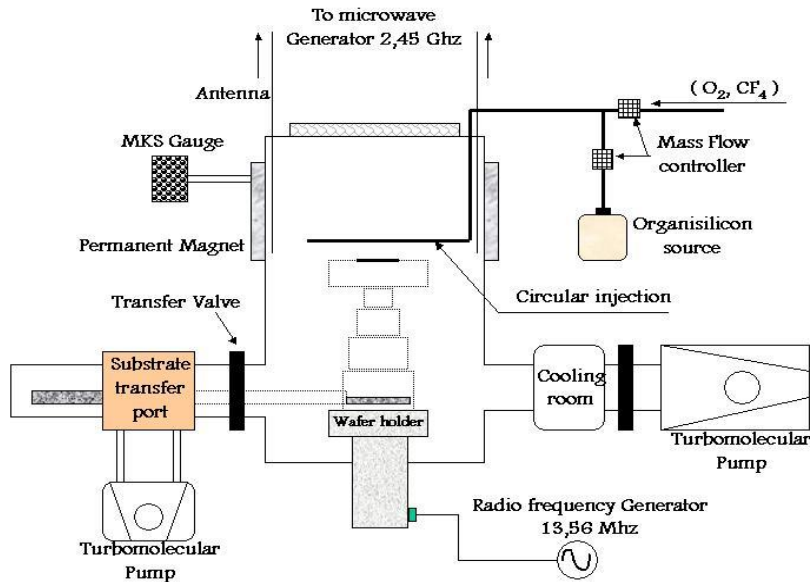 To microwave
Generator 2,45 Ghz
Antenna
( O₂, CF₄ )
MKS Gauge
Mass Flow
controller
Permanent Magnet
Organisilicon
source
Circular injection
Transfer Valve
Substrate
transfer
port
Cooling
room
Wafer holder
Turbomolecular
Pump
Radio frequency Generator
13,56 Mhz
Turbomolecular
Pump